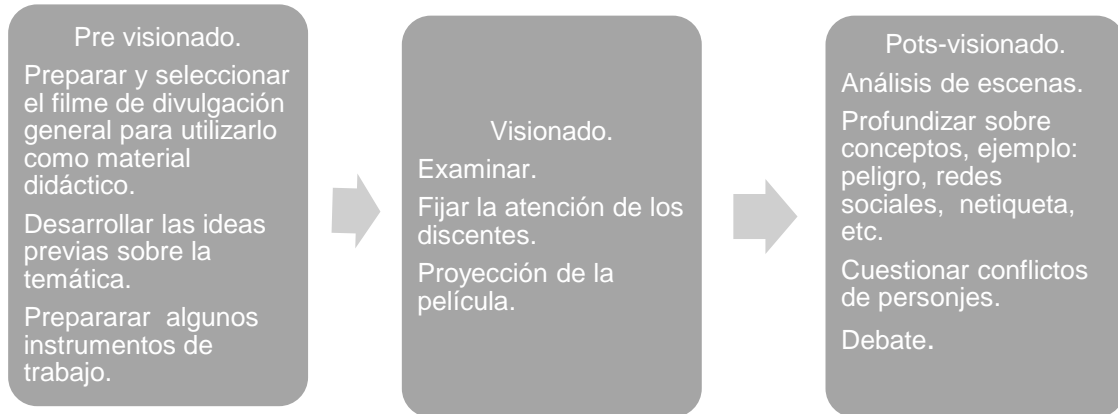 Pre visionado.
Preparar y seleccionar
el filme de divulgación
general para utilizarlo
como material
didáctico.
Desarrollar las ideas
previas sobre la
temática.
Prepararar algunos
instrumentos de
trabajo.
Visionado.
Examinar.
Fijar la atención de los
discentes.
Proyección de la
película.
Pots-visionado.
Análisis de escenas.
Profundizar sobre
conceptos, ejemplo:
peligro, redes
sociales, netiqueta,
etc.
Cuestionar conflictos
de personjes.
Debate.